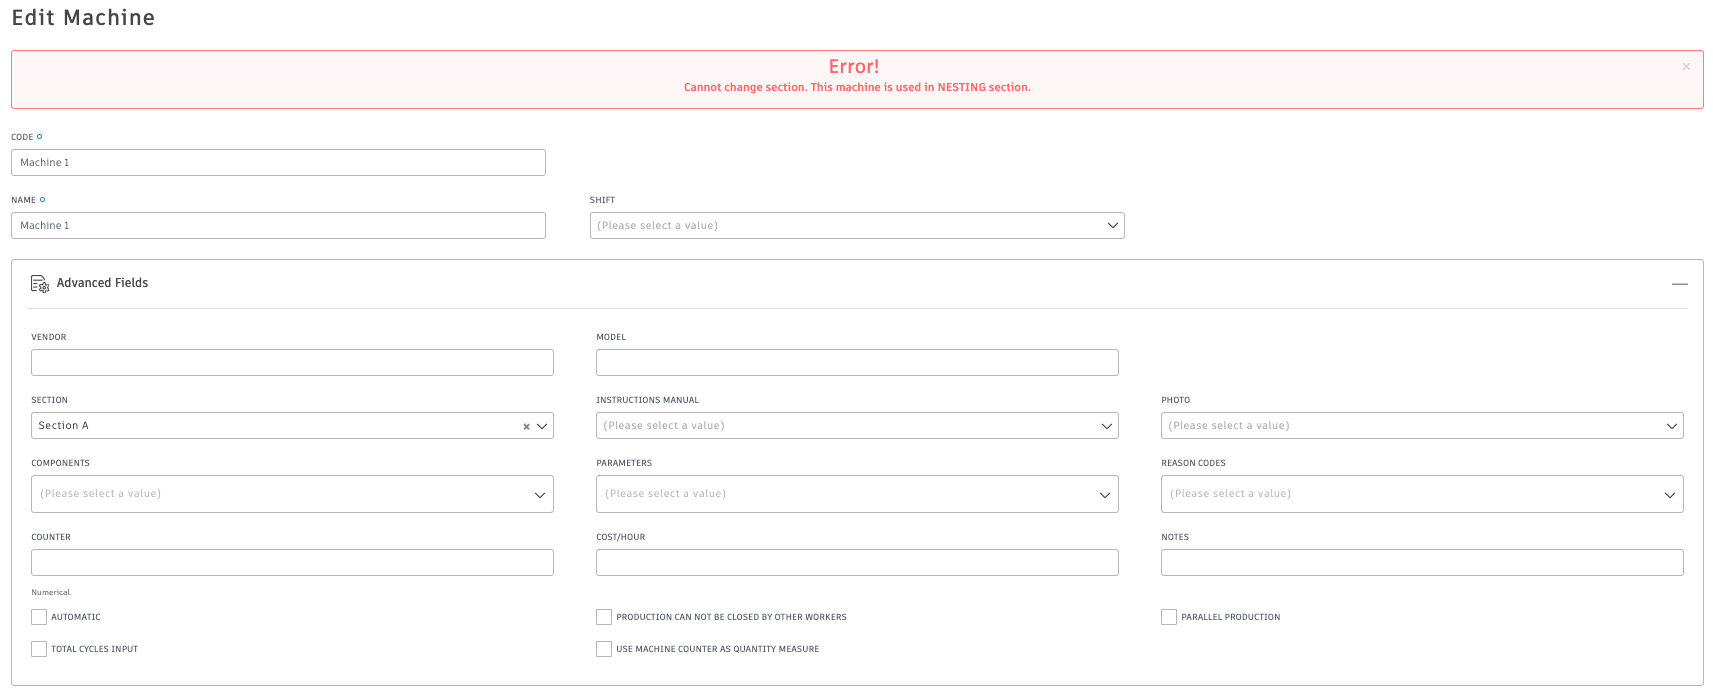 Edit Machine
Error!
Cannot change section. This machine is used in NESTING section.
CODE
Machine 1
NAME
SHIFT
Machine 1
(Please select a value)
Advanced Fields
VENDOR
MODEL
SECTION
INSTRUCTIONS MANUAL
PHOTO
Section A
(Please select a value)
(Please select a value)
COMPONENTS
PARAMETERS
REASON CODES
(Please select a value)
(Please select a value)
(Please select a value)
COUNTER
COST/HOUR
NOTES
Numerical.
AUTOMATIC
PRODUCTION CAN NOT BE CLOSED BY OTHER WORKERS
PARALLEL PRODUCTION
TOTAL CYCLES INPUT
USE MACHINE COUNTER AS QUANTITY MEASURE